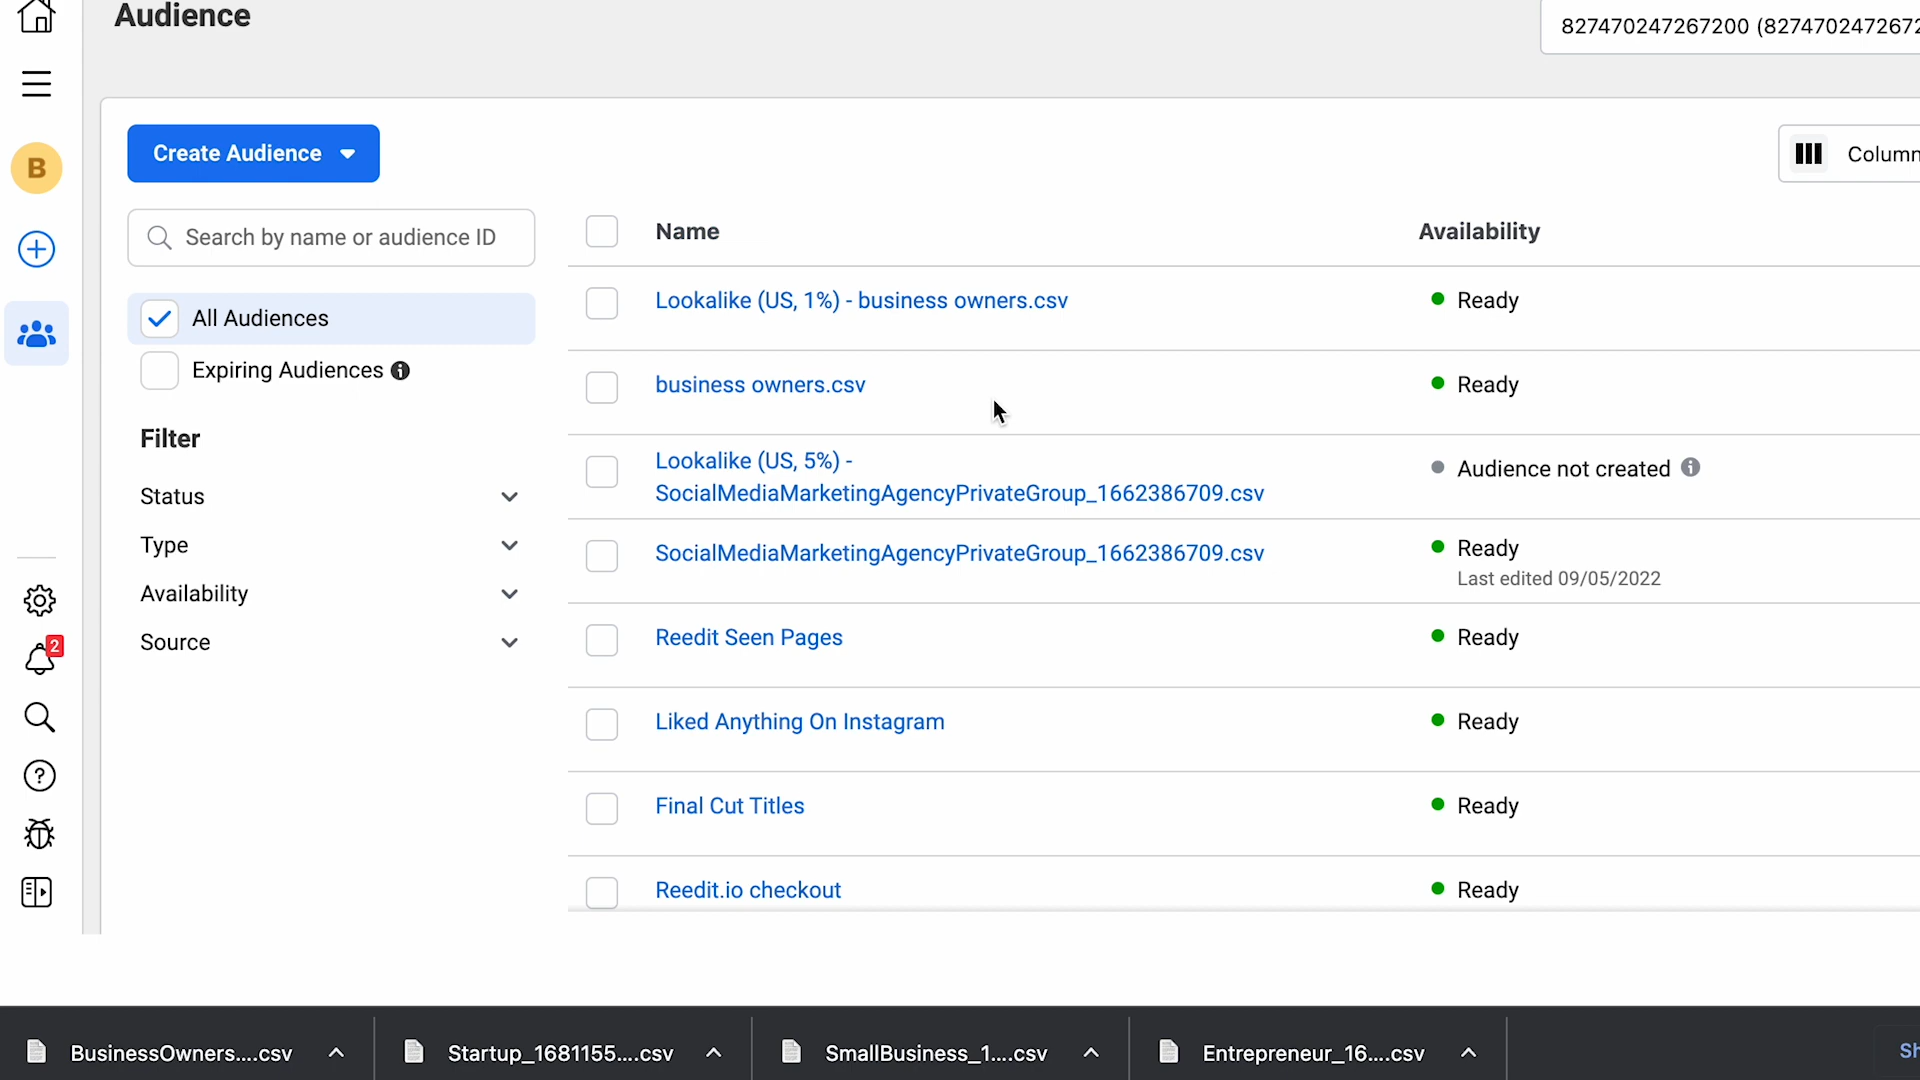 Audience
827470247267200 (8274702472672
Create Audience
Column
B
Search by name or audience ID
Name
Availability
All Audiences
Expiring Audiences
Lookalike (US, 1%) - business owners.csv
Ready
business owners.csv
Ready
Filter
Status
Type
Availability
Source
Lookalike (US, 5%) -
SocialMediaMarketingAgencyPrivateGroup_1662386709.csv
Audience not created
SocialMediaMarketingAgencyPrivateGroup_1662386709.csv
Ready
Last edited 09/05/2022
Reedit Seen Pages
Ready
2
Liked Anything On Instagram
Ready
Final Cut Titles
Ready
Reedit.io checkout
Ready
BusinessOwners....csv
Startup_1681155....csv
SmallBusiness_1....csv
Entrepreneur_16....csv
Sh